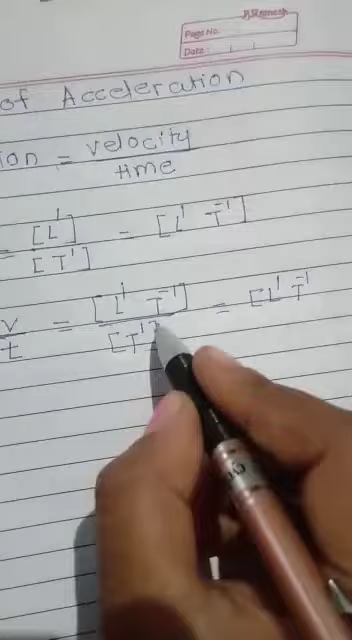 Page No.
Date :
of Acceleration
ion = velocity / time
= [L¹] / [T¹] = [L¹ T⁻¹]
v / t = [L¹ T⁻¹] / [T¹] = [L¹ T⁻¹